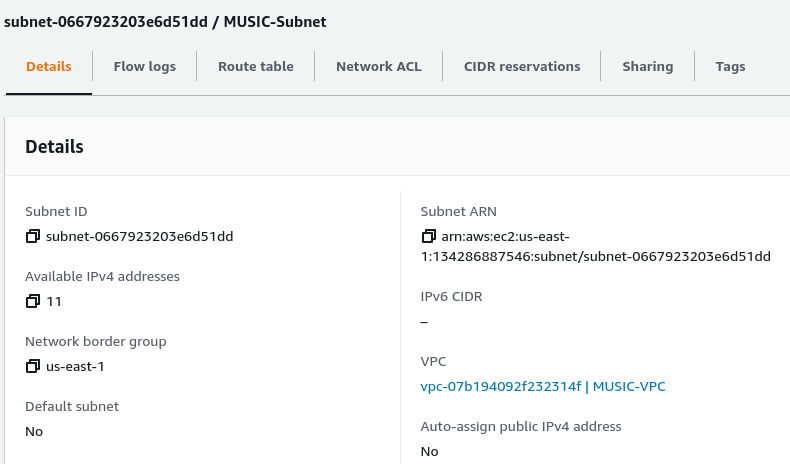 subnet-0667923203e6d51dd / MUSIC-Subnet
Details
Flow logs
Route table
Network ACL
CIDR reservations
Sharing
Tags
Details
Subnet ID
subnet-0667923203e6d51dd
Available IPv4 addresses
11
Network border group
us-east-1
Default subnet
No
Subnet ARN
arn:aws:ec2:us-east-
1:134286887546:subnet/subnet-0667923203e6d51dd
IPv6 CIDR
–
VPC
vpc-07b194092f232314f | MUSIC-VPC
Auto-assign public IPv4 address
No